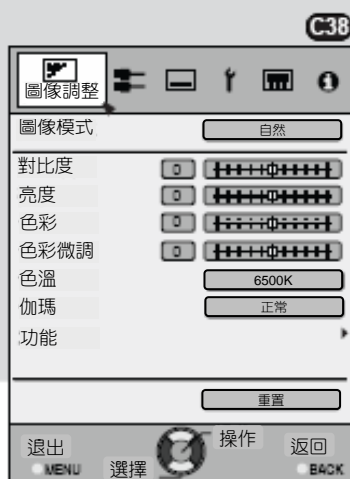 C38
圖像調整
圖像模式 自然
對比度 0
亮度 0
色彩 0
色彩微調 0
色溫 6500K
伽瑪 正常
功能
重置
退出 操作 返回
MENU 選擇 BACK